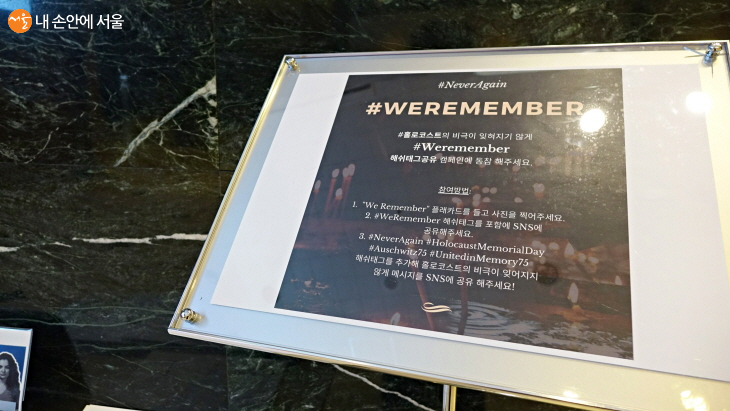 서울 내 손안에 서울
#NeverAgain
#WEREMEMBER
#홀로코스트의 비극이 잊혀지기 않게
#Weremember
해쉬태그공유 캠페인에 동참 해주세요.
참여방법:
1. "We Remember" 플래카드를 들고 사진을 찍어주세요.
2. #WeRemember 해쉬태그를 포함에 SNS에
공유해주세요.
3. #NeverAgain #HolocaustMemorialDay
#Auschwitz75 #UnitedinMemory75
해쉬태그를 추가해 홀로코스트의 비극이 잊어지지
않게 메시지를 SNS에 공유 해주세요!